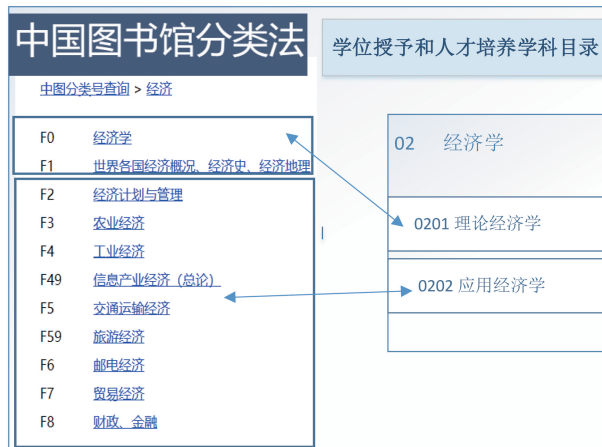 中国图书馆分类法
学位授予和人才培养学科目录
中图分类号查询 > 经济
F0 经济学
F1 世界各国经济概况、经济史、经济地理
F2 经济计划与管理
F3 农业经济
F4 工业经济
F49 信息产业经济（总论）
F5 交通运输经济
F59 旅游经济
F6 邮电经济
F7 贸易经济
F8 财政、金融
02 经济学
0201 理论经济学
0202 应用经济学